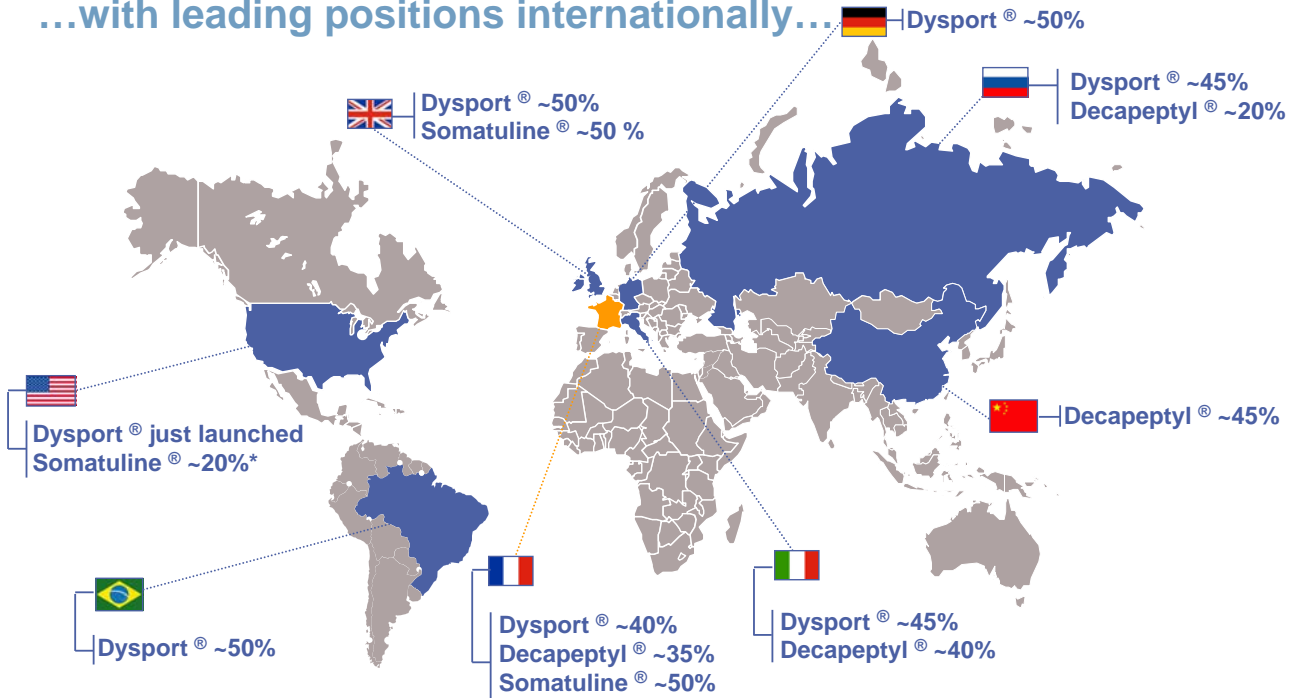 ...with leading positions internationally...
Dysport ® ~50%
Dysport ® ~45%
Decapeptyl ® ~20%
Dysport ® ~50%
Somatuline ® ~50 %
Dysport ® just launched
Somatuline ® ~20%*
Decapeptyl ® ~45%
Dysport ® ~50%
Dysport ® ~40%
Decapeptyl ® ~35%
Somatuline ® ~50%
Dysport ® ~45%
Decapeptyl ® ~40%